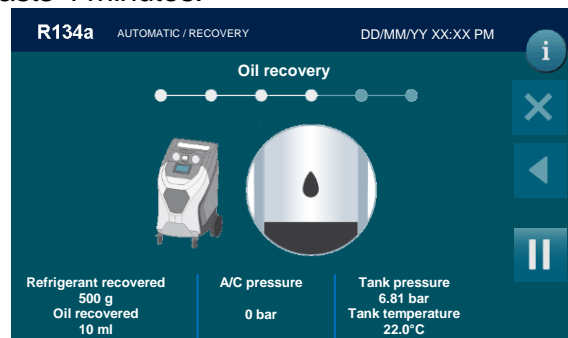 R134a AUTOMATIC / RECOVERY DD/MM/YY XX:XX PM
i
Oil recovery
Refrigerant recovered
500 g
Oil recovered
10 ml
A/C pressure
0 bar
Tank pressure
6.81 bar
Tank temperature
22.0°C